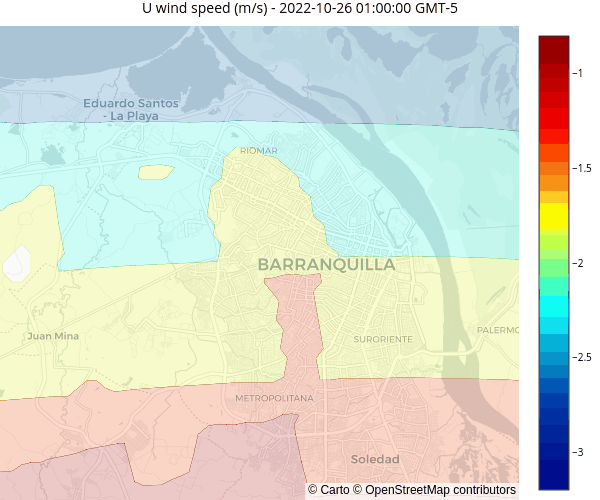 U wind speed (m/s) - 2022-10-26 01:00:00 GMT-5
−1
Eduardo Santos
- La Playa
RIOMAR
−1.5
−2
BARRANQUILLA
PALERMO
Juan Mina
SURORIENTE
−2.5
METROPOLITANA
−3
Soledad
© Carto © OpenStreetMap contributors